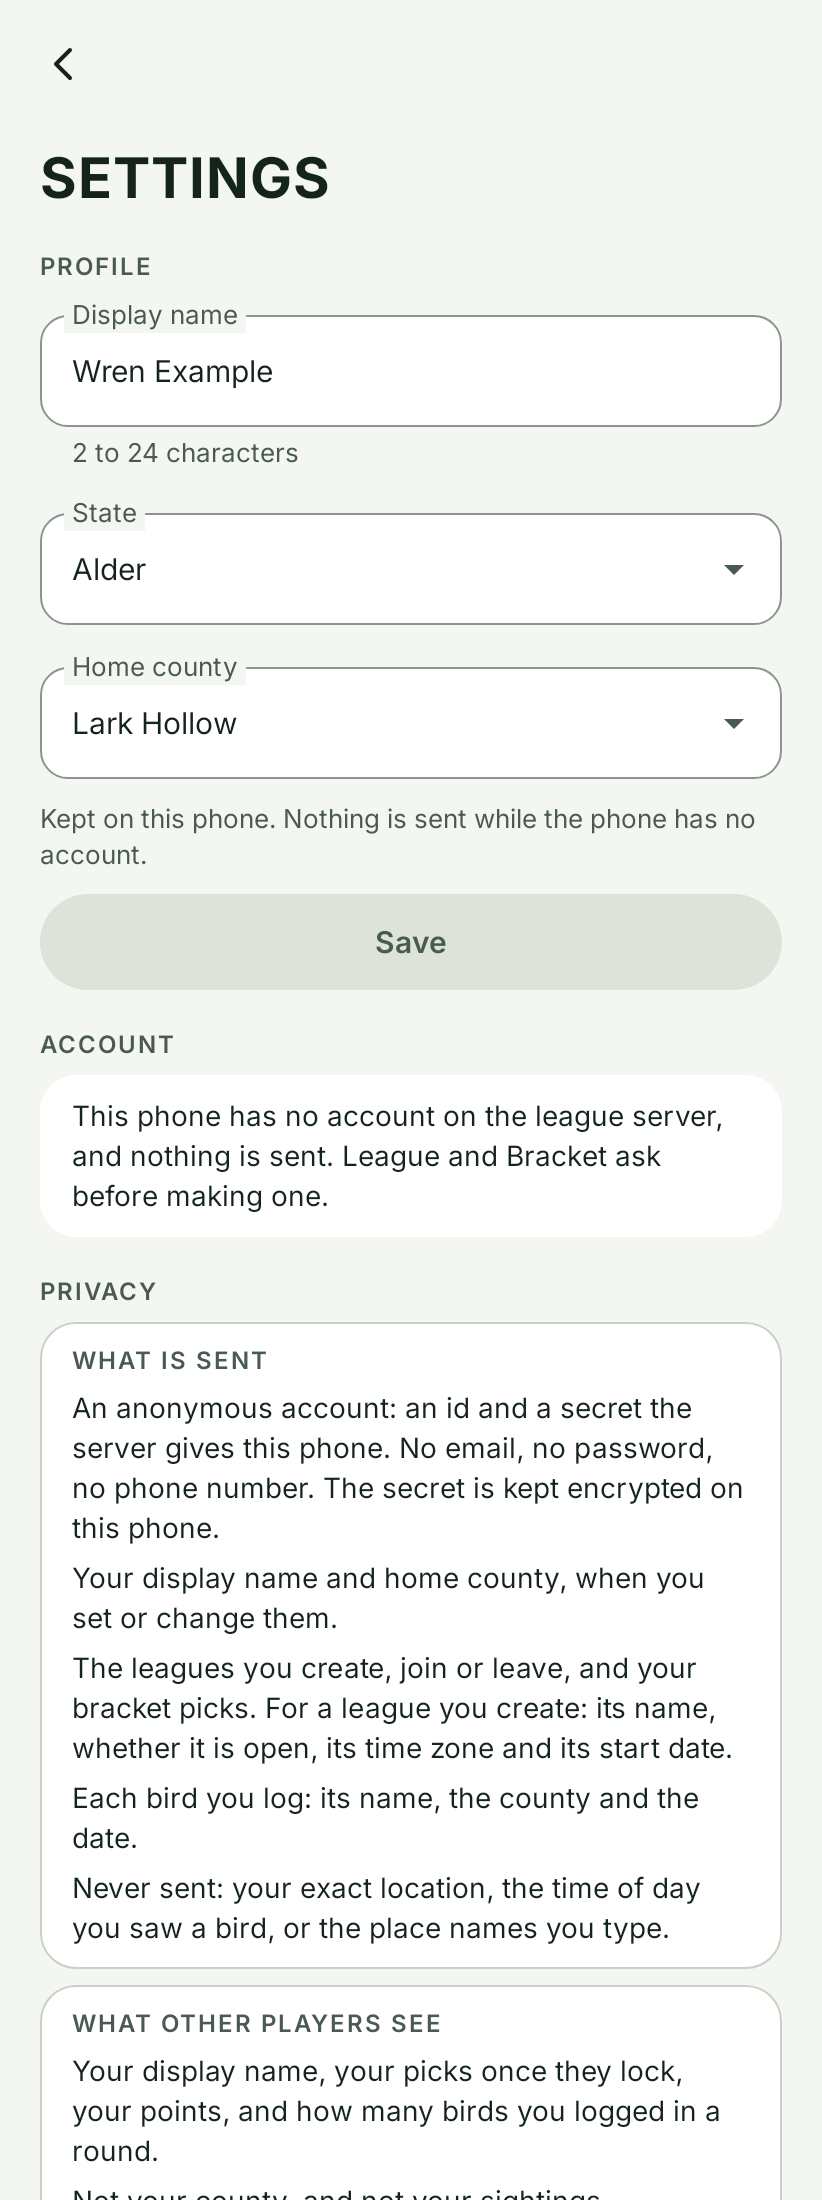 SETTINGS
PROFILE
Display name
Wren Example
2 to 24 characters
State
Alder
Home county
Lark Hollow
Kept on this phone. Nothing is sent while the phone has no
account.
Save
ACCOUNT
This phone has no account on the league server,
and nothing is sent. League and Bracket ask
before making one.
PRIVACY
WHAT IS SENT
An anonymous account: an id and a secret the
server gives this phone. No email, no password,
no phone number. The secret is kept encrypted on
this phone.
Your display name and home county, when you
set or change them.
The leagues you create, join or leave, and your
bracket picks. For a league you create: its name,
whether it is open, its time zone and its start date.
Each bird you log: its name, the county and the
date.
Never sent: your exact location, the time of day
you saw a bird, or the place names you type.
WHAT OTHER PLAYERS SEE
Your display name, your picks once they lock,
your points, and how many birds you logged in a
round.
Not your county, and not your sightings